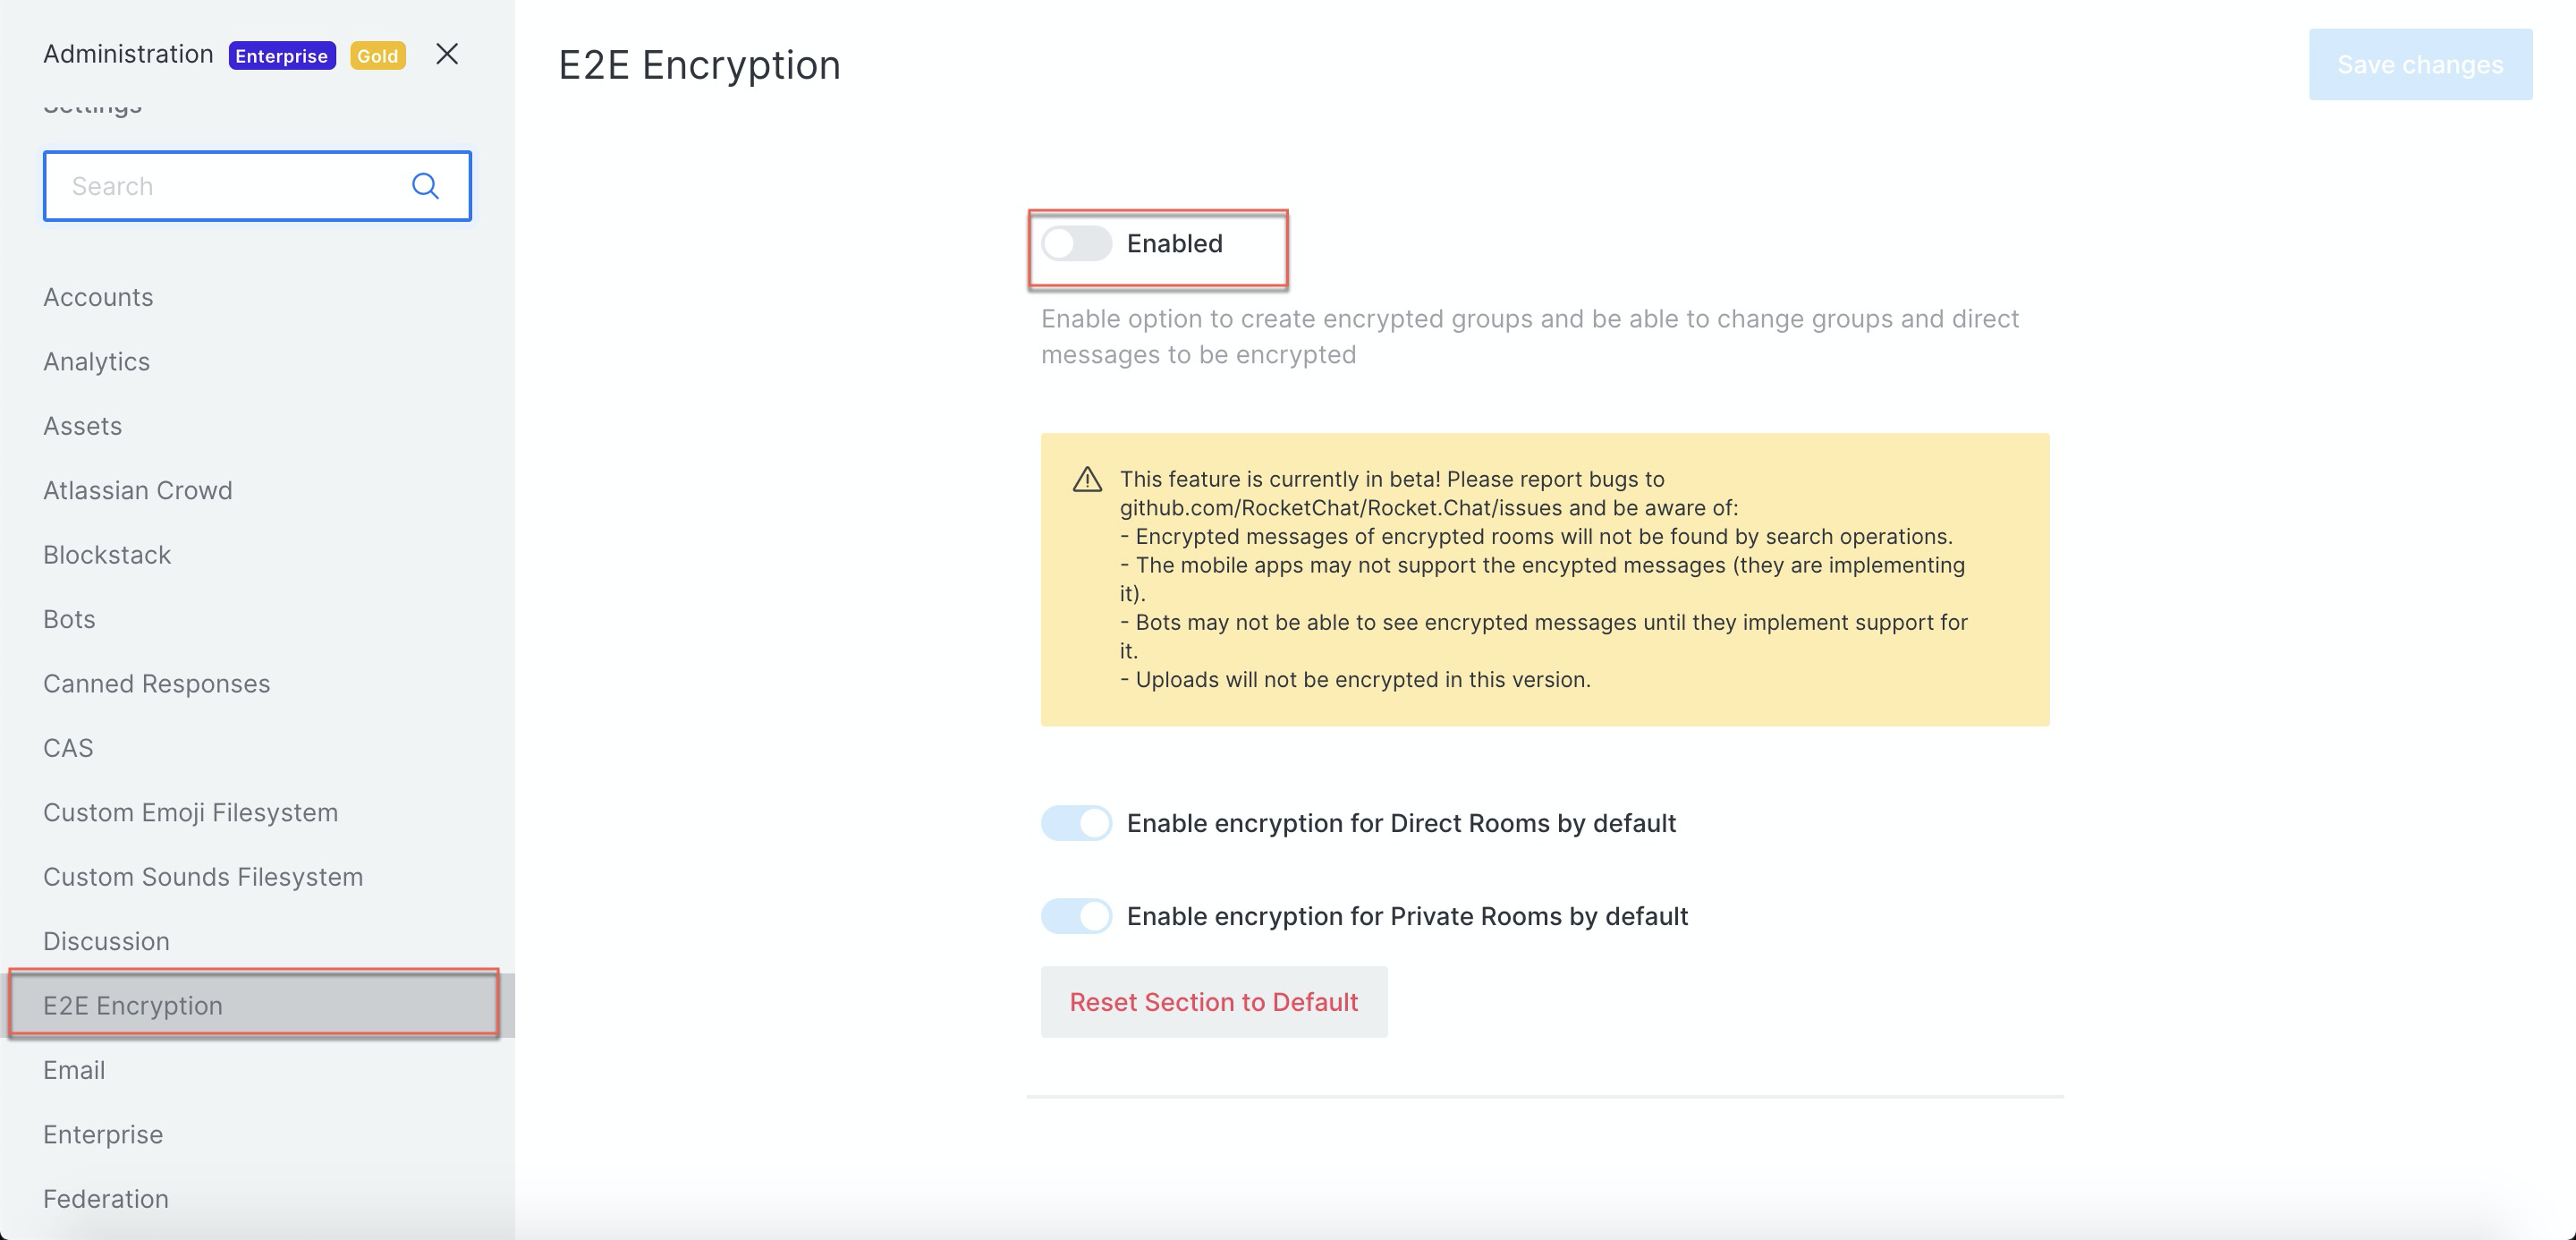 Administration Enterprise Gold
Settings
Search
Accounts
Analytics
Assets
Atlassian Crowd
Blockstack
Bots
Canned Responses
CAS
Custom Emoji Filesystem
Custom Sounds Filesystem
Discussion
E2E Encryption
Email
Enterprise
Federation
E2E Encryption
Save changes
Enabled
Enable option to create encrypted groups and be able to change groups and direct
messages to be encrypted
This feature is currently in beta! Please report bugs to
github.com/RocketChat/Rocket.Chat/issues and be aware of:
- Encrypted messages of encrypted rooms will not be found by search operations.
- The mobile apps may not support the encypted messages (they are implementing
it).
- Bots may not be able to see encrypted messages until they implement support for
it.
- Uploads will not be encrypted in this version.
Enable encryption for Direct Rooms by default
Enable encryption for Private Rooms by default
Reset Section to Default